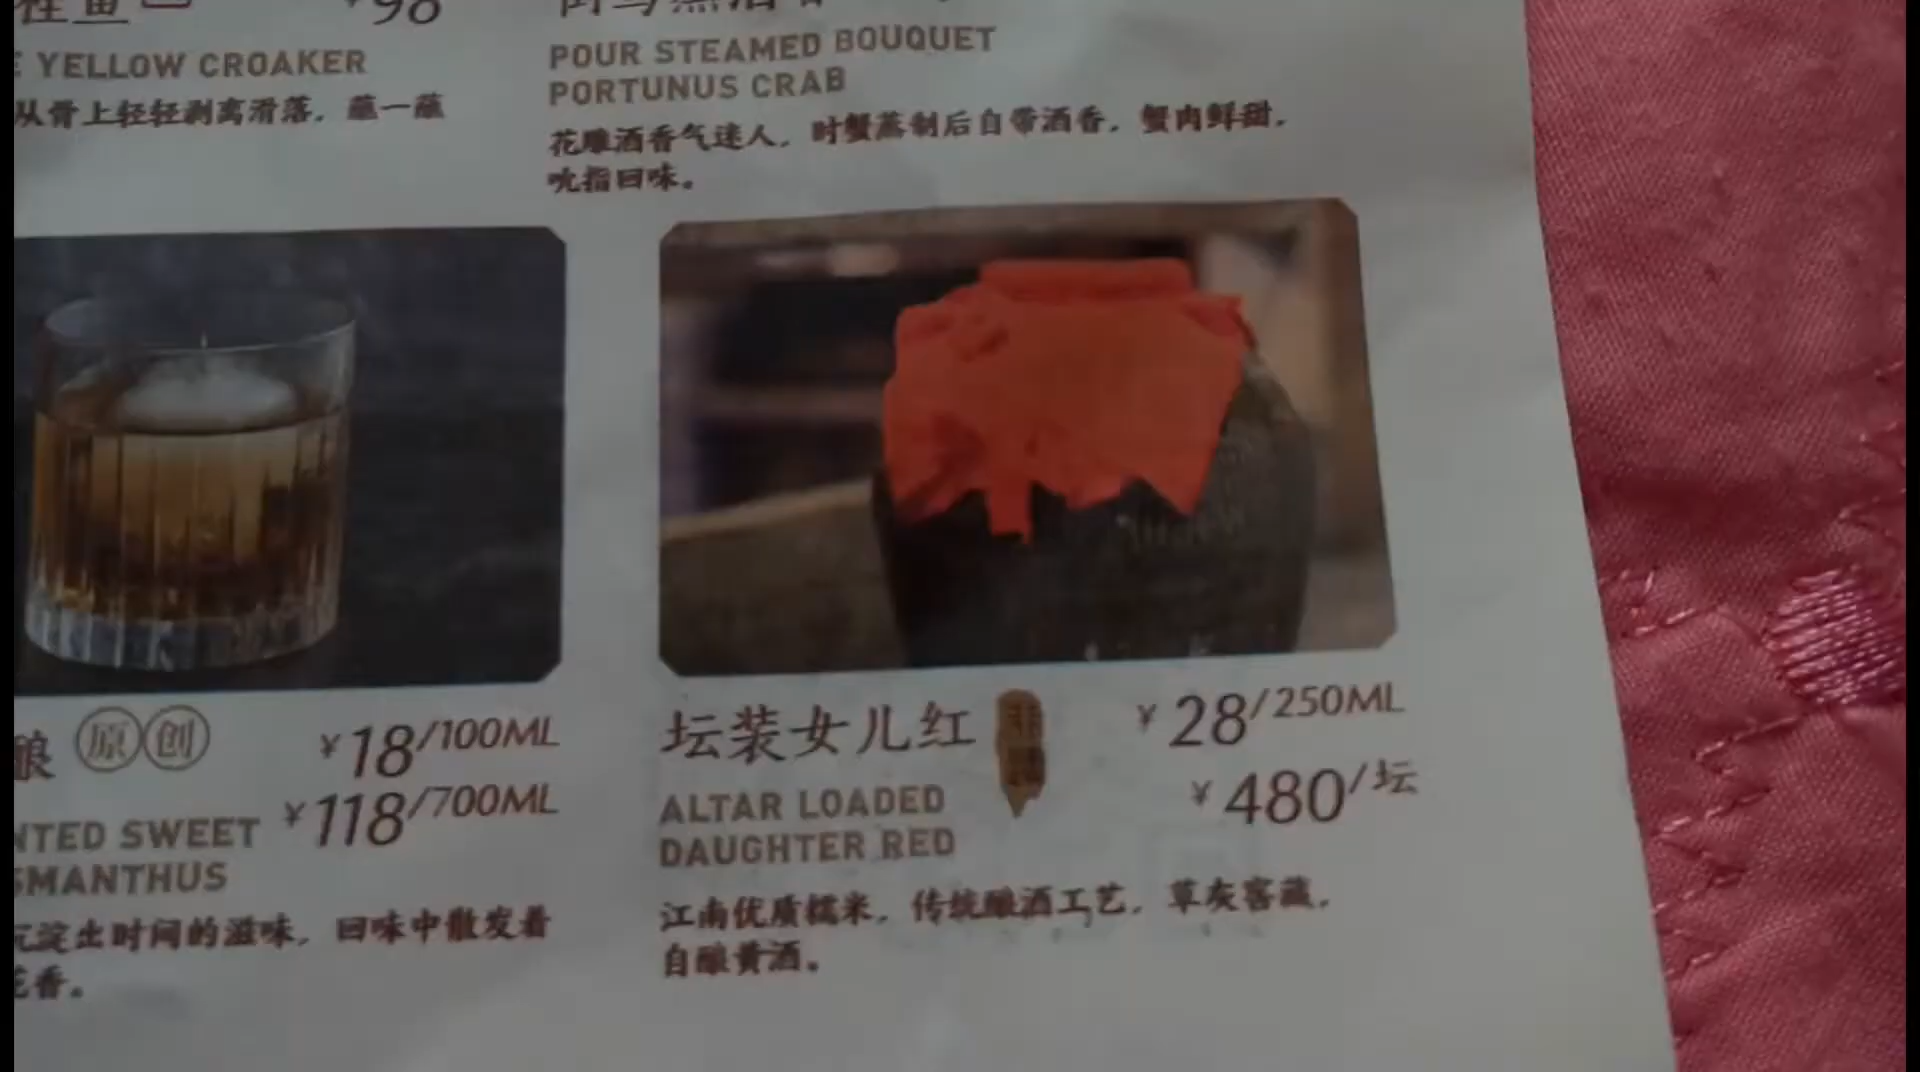 ¥98
YELLOW CROAKER
从骨上轻轻剥离滑落，蘸一蘸
POUR STEAMED BOUQUET
PORTUNUS CRAB
花雕酒香气迷人，时蟹蒸制后自带酒香，蟹肉鲜甜，
吮指回味。
酿 原创 ¥18/100ML
¥118/700ML
SWEET
花香。
沉淀出时间的滋味，回味中散发着
坛装女儿红 非遗 ¥28/250ML
¥480/坛
ALTAR LOADED
DAUGHTER RED
江南优质糯米，传统酿酒工艺，草灰窖藏，
自酿黄酒。